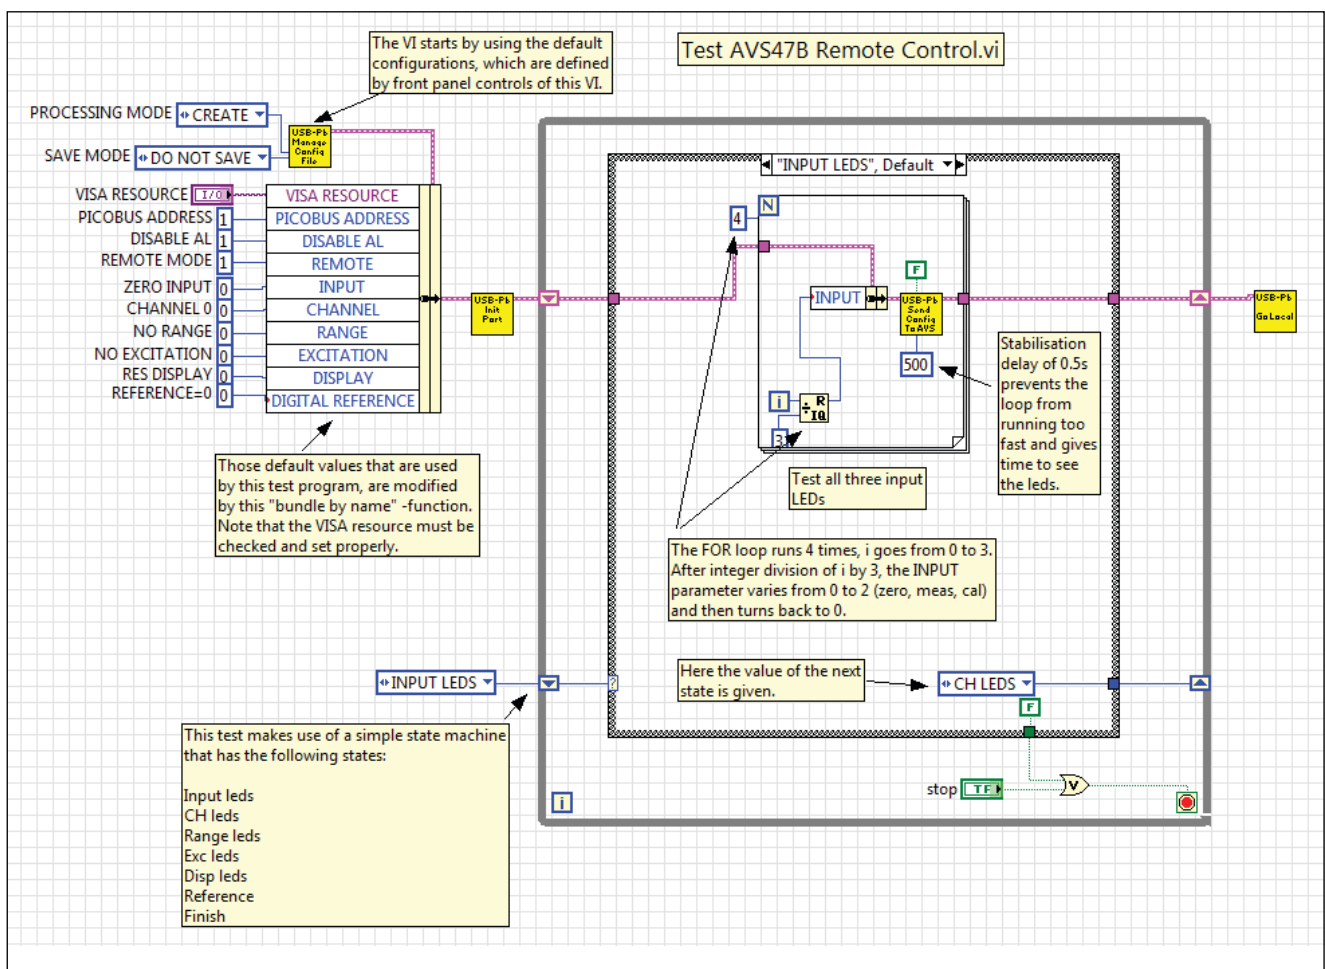 The VI starts by using the default
configurations, which are defined
by front panel controls of this VI.
Test AVS47B Remote Control.vi
PROCESSING MODE CREATE
SAVE MODE DO NOT SAVE
USB-Pb
Manage
Config
File
"INPUT LEDS", Default
VISA RESOURCE I/O VISA RESOURCE
PICOBUS ADDRESS 1 PICOBUS ADDRESS
DISABLE AL 1 DISABLE AL
REMOTE MODE 1 REMOTE
ZERO INPUT 0 INPUT
CHANNEL 0 0 CHANNEL
NO RANGE 0 RANGE
NO EXCITATION 0 EXCITATION
RES DISPLAY 0 DISPLAY
REFERENCE=0 0 DIGITAL REFERENCE
USB-Pb
Init
Port
4 N
F
INPUT
USB-Pb
Send
Config
ToAVS
500
i
R
IQ
3
USB-Pb
GoLocal
Stabilisation
delay of 0.5s
prevents the
loop from
running too
fast and gives
time to see
the leds.
Test all three input
LEDs
Those default values that are used
by this test program, are modified
by this "bundle by name" -function.
Note that the VISA resource must be
checked and set properly.
The FOR loop runs 4 times, i goes from 0 to 3.
After integer division of i by 3, the INPUT
parameter varies from 0 to 2 (zero, meas, cal)
and then turns back to 0.
INPUT LEDS
?
Here the value of the next
state is given.
CH LEDS
F
This test makes use of a simple state machine
that has the following states:
Input leds
CH leds
Range leds
Exc leds
Disp leds
Reference
Finish
stop TF
V
i